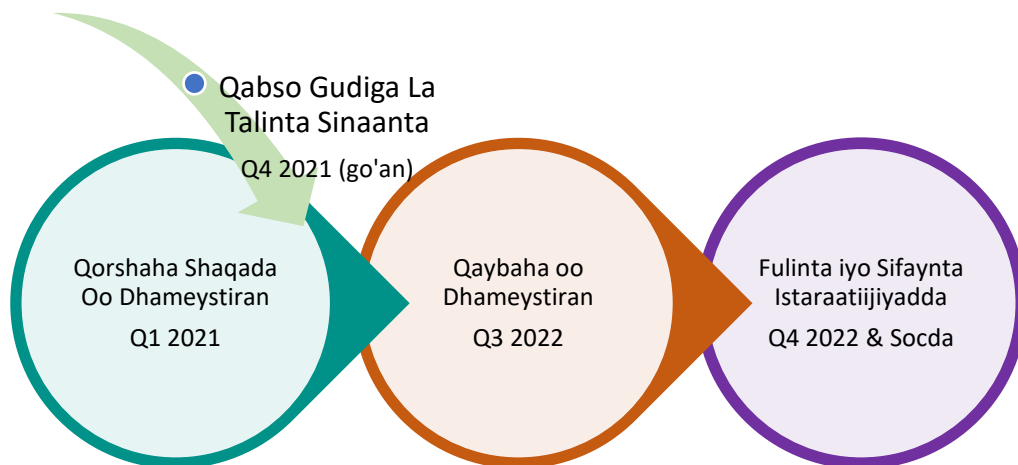 Qabso Gudiga La
Talinta Sinaanta
Q4 2021 (go'an)
Qorshaha Shaqada
Oo Dhameystiran
Q1 2021
Qaybaha oo
Dhameystiran
Q3 2022
Fulinta iyo Sifaynta
Istaraatiijiyadda
Q4 2022 & Socda